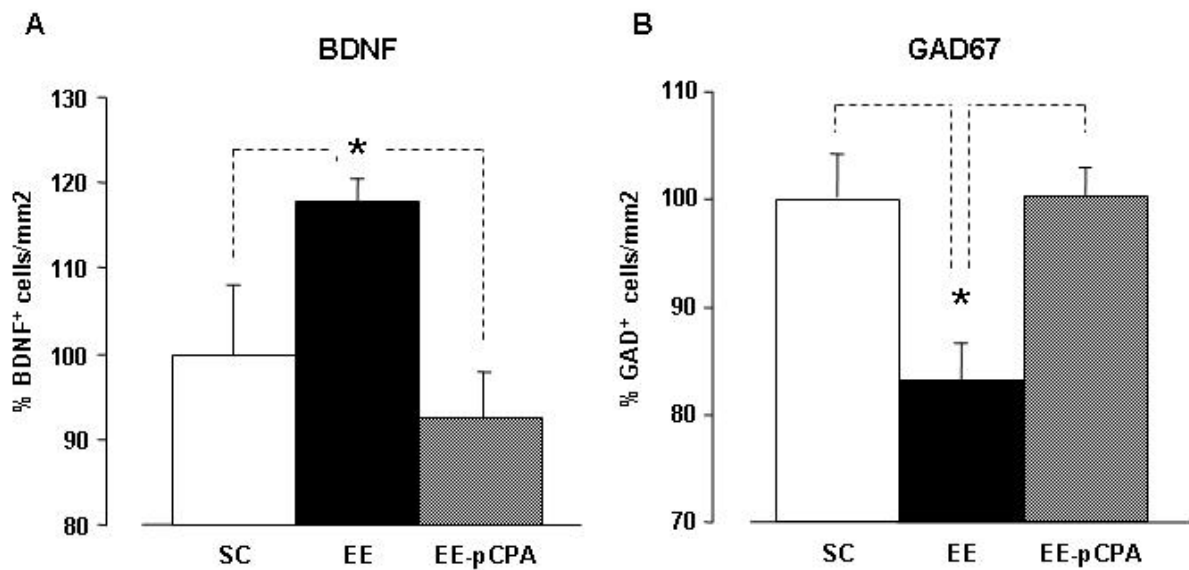 A
BDNF
% BDNF⁺ cells/mm2
130
120
110
100
90
80
*
SC
EE
EE-pCPA
B
GAD67
% GAD⁺ cells/mm2
110
100
90
80
70
*
SC
EE
EE-pCPA